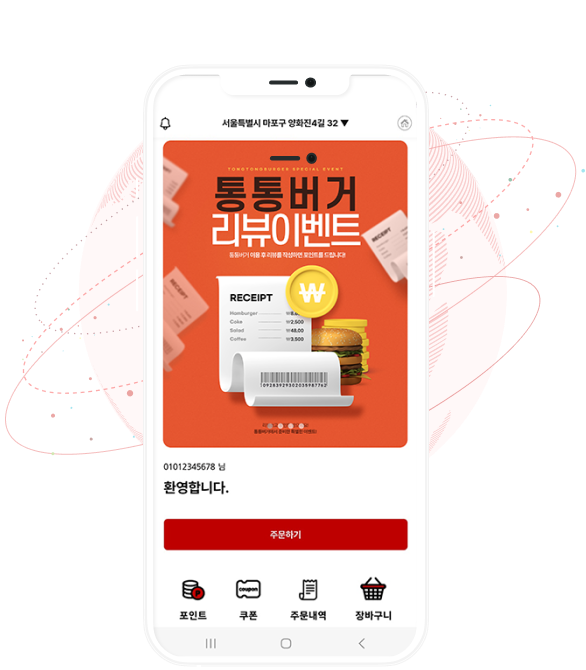 서울특별시 마포구 양화진4길 32 ▼
TONGTONGBURGER SPECIAL EVENT
통통버거
리뷰이벤트
통통버거 이용 후 리뷰를 작성하면 포인트를 드립니다!
RECEIPT
RECEIPT
RECEIPT
RECEIPT
₩
Hamburger
Coke ₩2,500
Salad ₩48,00
Coffee ₩3,500
01012345678 님
환영합니다.
주문하기
P
coupon
포인트 쿠폰 주문내역 장바구니